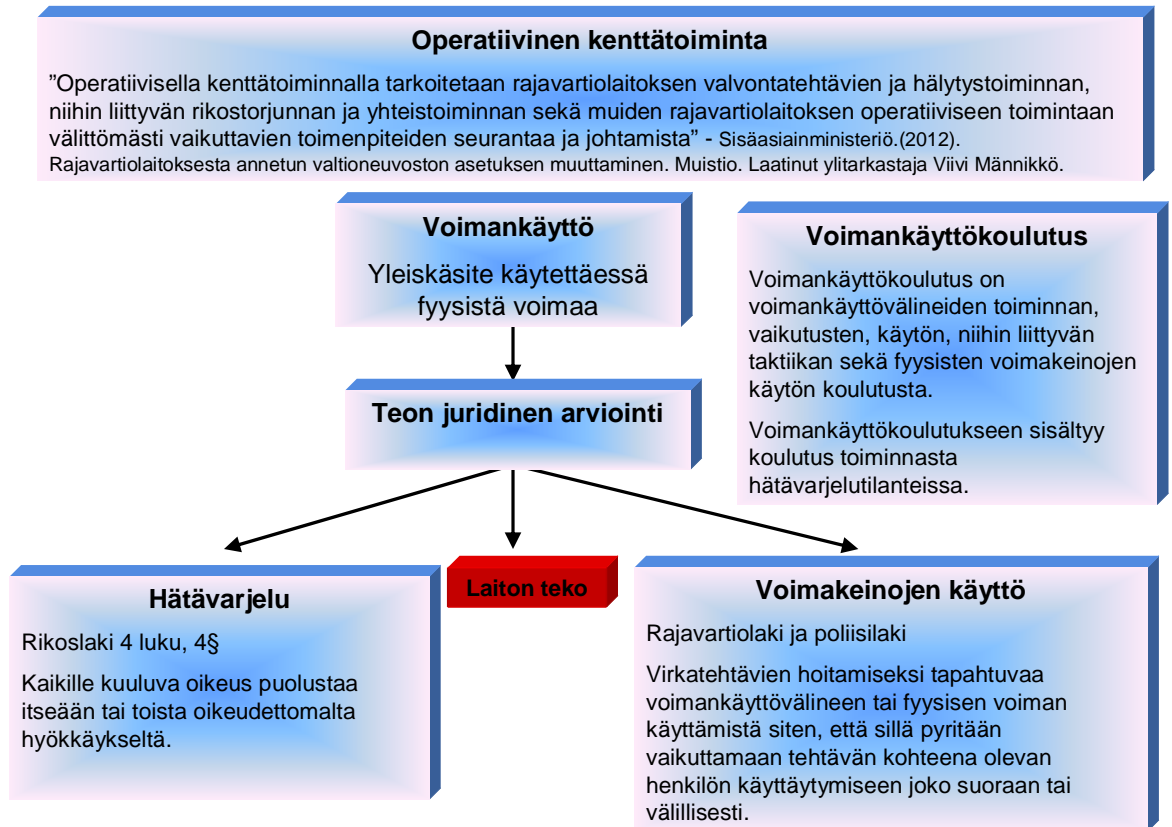 Operatiivinen kenttätoiminta
”Operatiivisella kenttätoiminnalla tarkoitetaan rajavartiolaitoksen valvontatehtävien ja hälytystoiminnan,
niihin liittyvän rikostorjunnan ja yhteistoiminnan sekä muiden rajavartiolaitoksen operatiiviseen toimintaan
välittömästi vaikuttavien toimenpiteiden seurantaa ja johtamista” - Sisäasiainministeriö.(2012).
Rajavartiolaitoksesta annetun valtioneuvoston asetuksen muuttaminen. Muistio. Laatinut ylitarkastaja Viivi Männikkö.
Voimankäyttö
Yleiskäsite käytettäessä
fyysistä voimaa
Voimankäyttökoulutus
Voimankäyttökoulutus on
voimankäyttövälineiden toiminnan,
vaikutusten, käytön, niihin liittyvän
taktiikan sekä fyysisten voimakeinojen
käytön koulutusta.
Voimankäyttökoulutukseen sisältyy
koulutus toiminnasta
hätävarjelutilanteissa.
Teon juridinen arviointi
Hätävarjelu
Rikoslaki 4 luku, 4§
Kaikille kuuluva oikeus puolustaa
itseään tai toista oikeudettomalta
hyökkäykseltä.
Laiton teko
Voimakeinojen käyttö
Rajavartiolaki ja poliisilaki
Virkatehtävien hoitamiseksi tapahtuvaa
voimankäyttövälineen tai fyysisen voiman
käyttämistä siten, että sillä pyritään
vaikuttamaan tehtävän kohteena olevan
henkilön käyttäytymiseen joko suoraan tai
välillisesti.